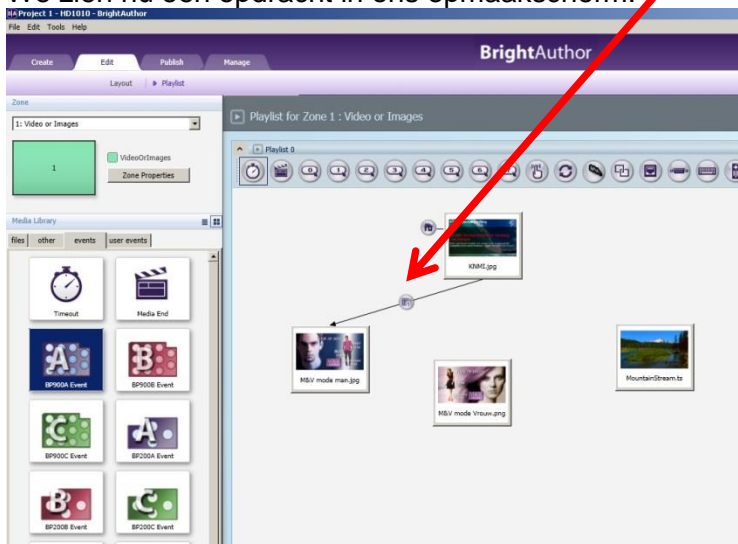 We zien nu een opdracht in ons opmaakscherm.
Project 1 - HD1010 - BrightAuthor
File Edit Tools Help
BrightAuthor
Create Edit Publish Manage
Layout Playlist
Zone
1: Video or Images
1
VideoOrImages
Zone Properties
Playlist for Zone 1 : Video or Images
Playlist 0
Media Library
files other events user events
Timeout
Media End
BP900A Event
BP900B Event
BP900C Event
BP200A Event
BP200B Event
BP200C Event
KNMI.jpg
M&V mode man.jpg
M&V mode Vrouw.png
MountainStream.ts